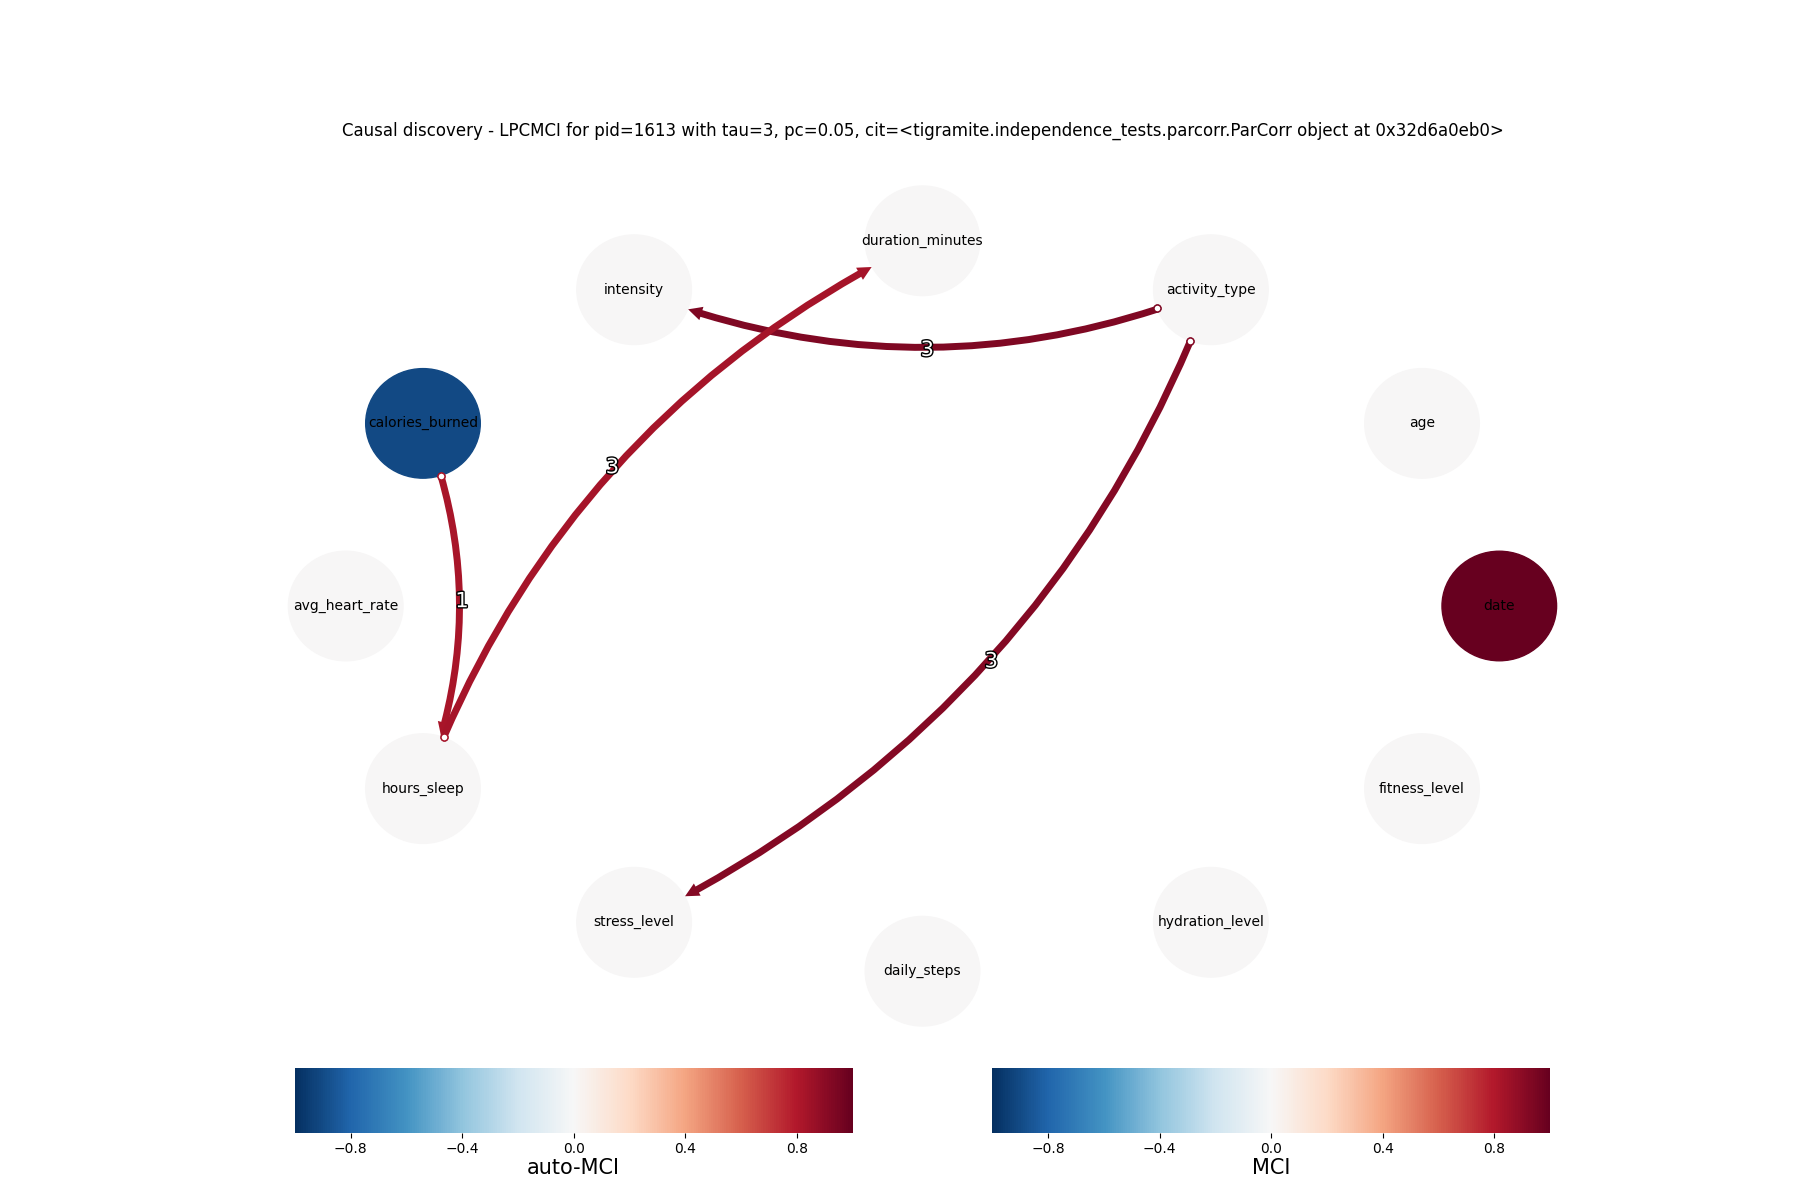 Causal discovery - LPCMCI for pid=1613 with tau=3, pc=0.05, cit=<tigramite.independence_tests.parcorr.ParCorr object at 0x32d6a0eb0>
duration_minutes
intensity
activity_type
3
calories_burned
age
3
1
avg_heart_rate
date
3
hours_sleep
fitness_level
stress_level
hydration_level
daily_steps
−0.8 −0.4 0.0 0.4 0.8
auto-MCI
−0.8 −0.4 0.0 0.4 0.8
MCI